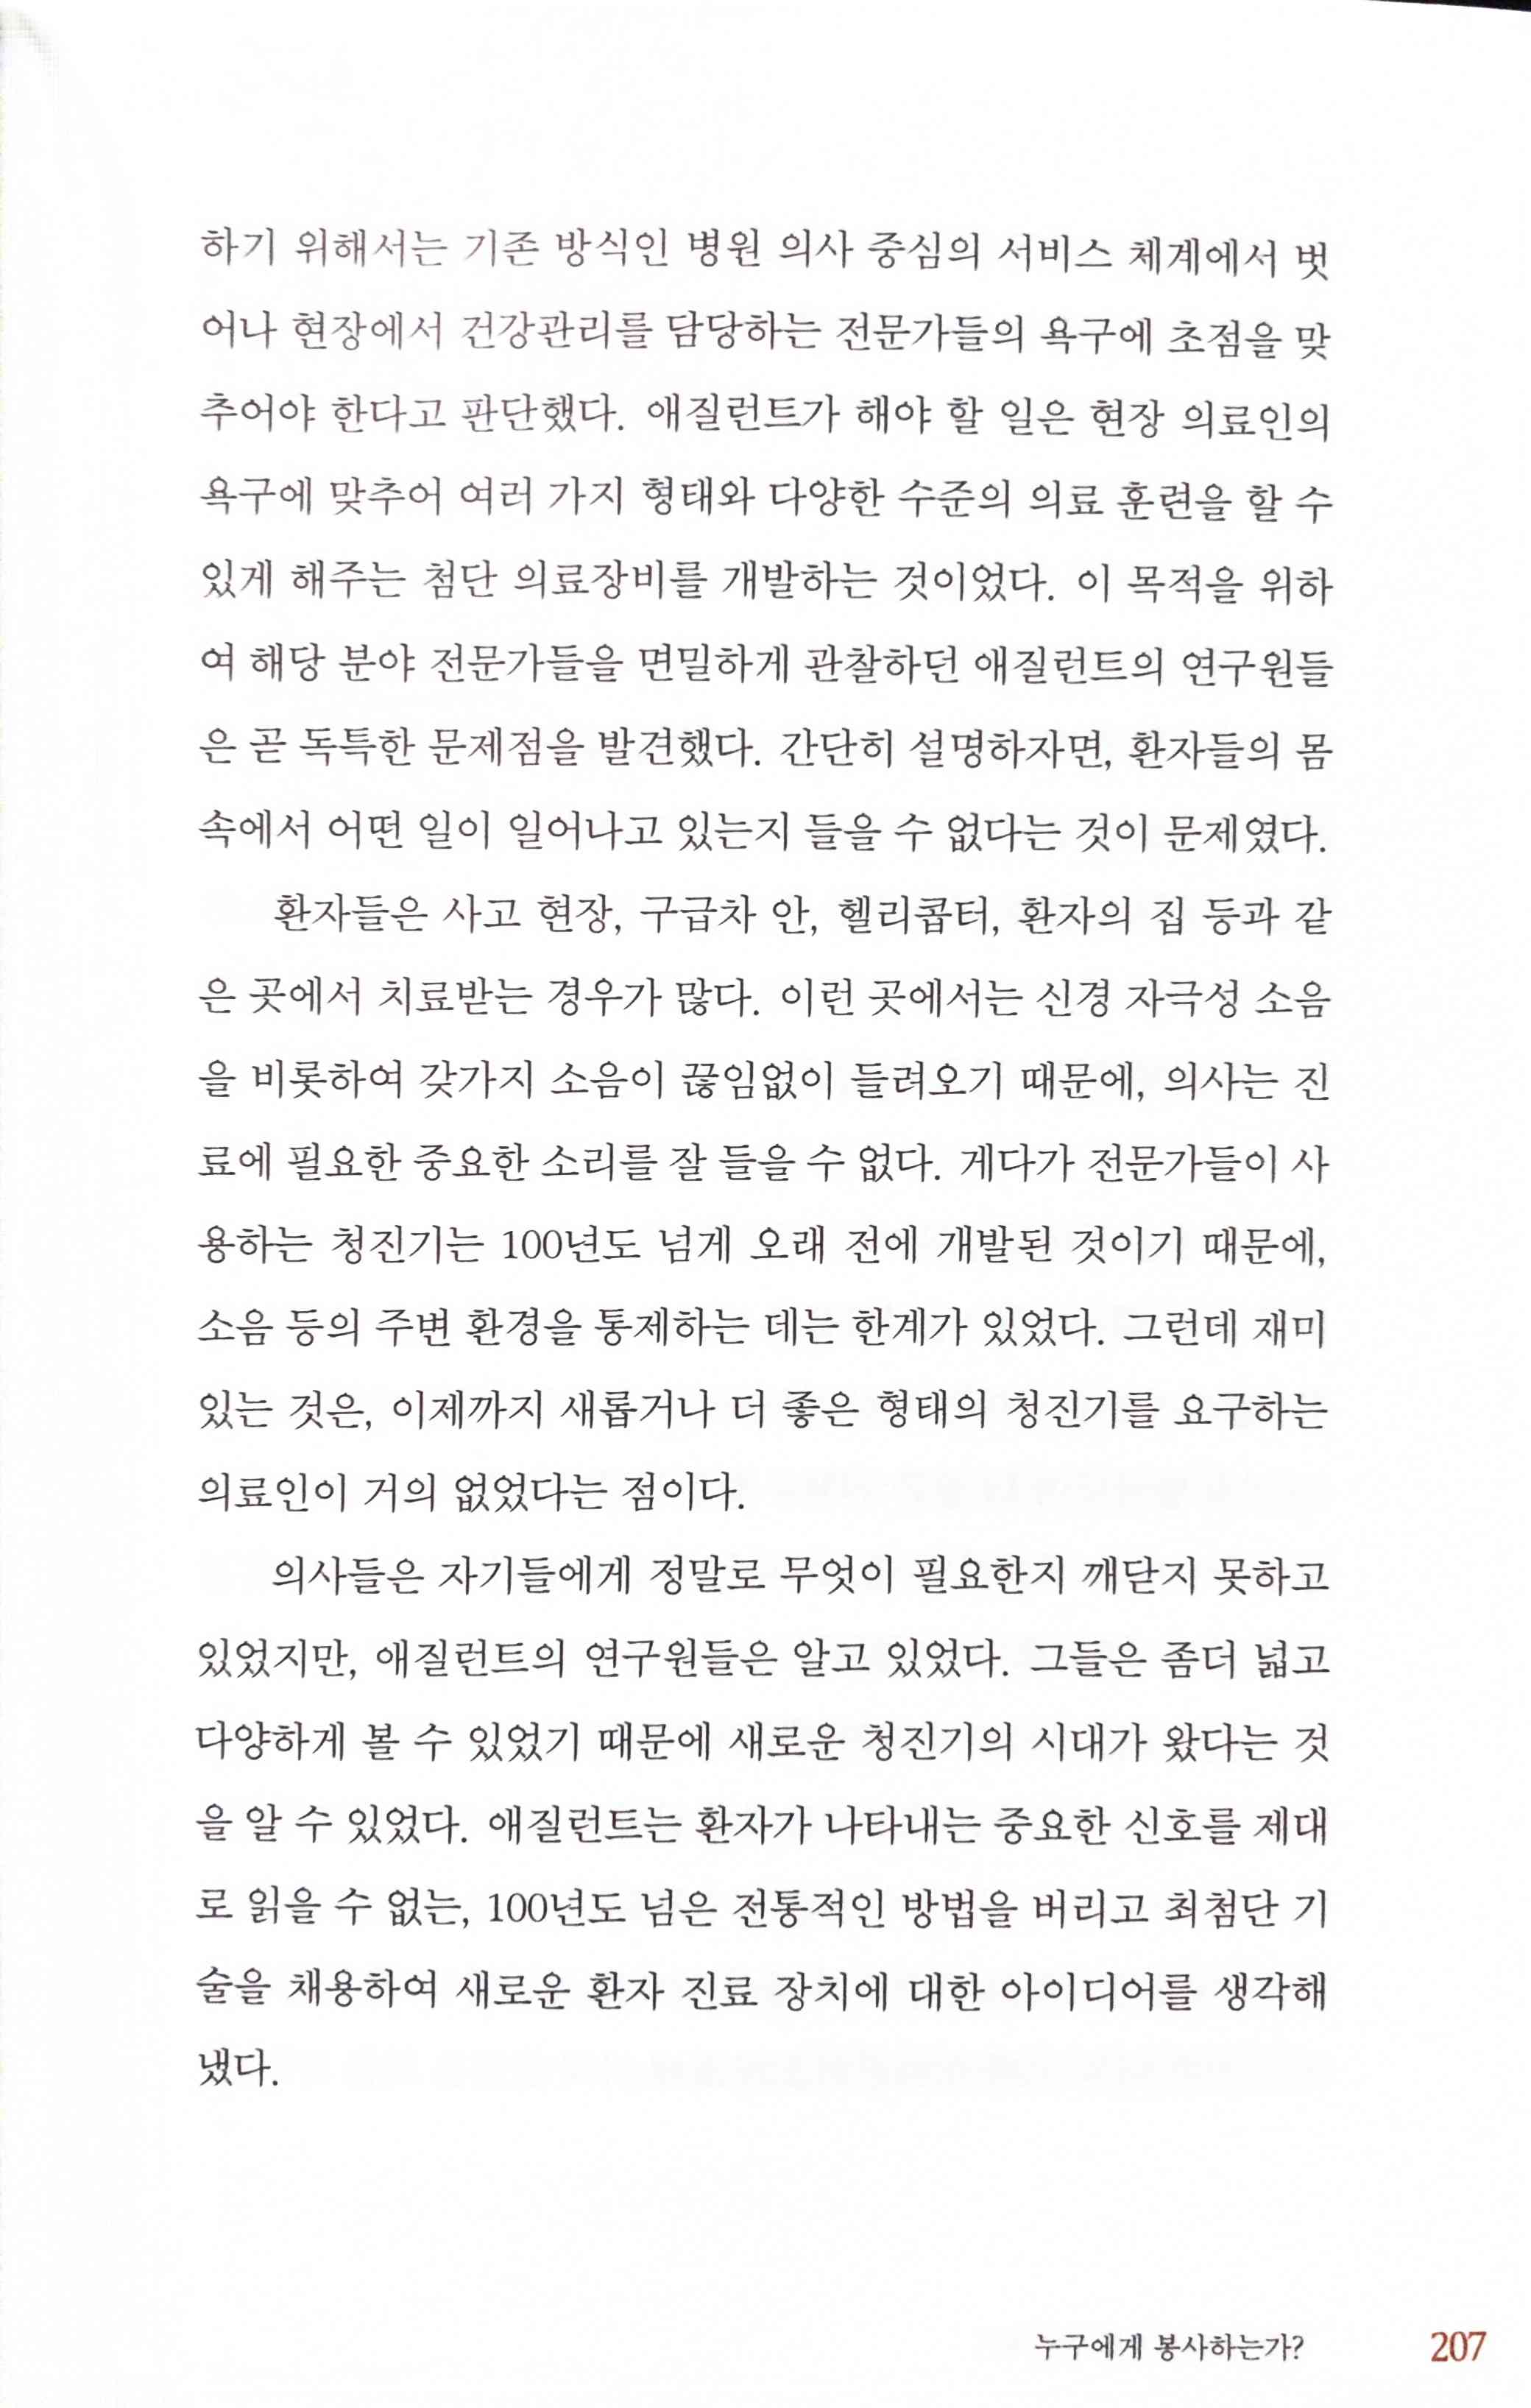 하기 위해서는 기존 방식인 병원 의사 중심의 서비스 체계에서 벗
어나 현장에서 건강관리를 담당하는 전문가들의 욕구에 초점을 맞
추어야 한다고 판단했다. 애질런트가 해야 할 일은 현장 의료인의
욕구에 맞추어 여러 가지 형태와 다양한 수준의 의료 훈련을 할 수
있게 해주는 첨단 의료장비를 개발하는 것이었다. 이 목적을 위하
여 해당 분야 전문가들을 면밀하게 관찰하던 애질런트의 연구원들
은 곧 독특한 문제점을 발견했다. 간단히 설명하자면, 환자들의 몸
속에서 어떤 일이 일어나고 있는지 들을 수 없다는 것이 문제였다.
환자들은 사고 현장, 구급차 안, 헬리콥터, 환자의 집 등과 같
은 곳에서 치료받는 경우가 많다. 이런 곳에서는 신경 자극성 소음
을 비롯하여 갖가지 소음이 끊임없이 들려오기 때문에, 의사는 진
료에 필요한 중요한 소리를 잘 들을 수 없다. 게다가 전문가들이 사
용하는 청진기는 100년도 넘게 오래 전에 개발된 것이기 때문에,
소음 등의 주변 환경을 통제하는 데는 한계가 있었다. 그런데 재미
있는 것은, 이제까지 새롭거나 더 좋은 형태의 청진기를 요구하는
의료인이 거의 없었다는 점이다.
의사들은 자기들에게 정말로 무엇이 필요한지 깨닫지 못하고
있었지만, 애질런트의 연구원들은 알고 있었다. 그들은 좀더 넓고
다양하게 볼 수 있었기 때문에 새로운 청진기의 시대가 왔다는 것
을 알 수 있었다. 애질런트는 환자가 나타내는 중요한 신호를 제대
로 읽을 수 없는, 100년도 넘은 전통적인 방법을 버리고 최첨단 기
술을 채용하여 새로운 환자 진료 장치에 대한 아이디어를 생각해
냈다.
누구에게 봉사하는가? 207